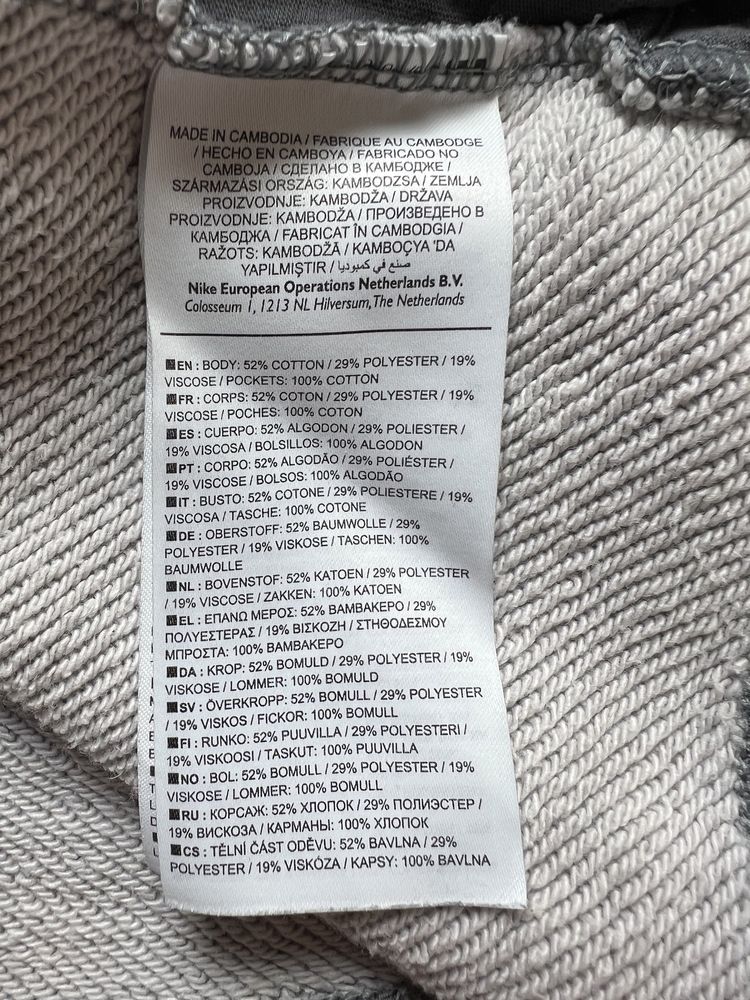 MADE IN CAMBODIA / FABRIQUE AU CAMBODGE
/ HECHO EN CAMBOYA / FABRICADO NO
CAMBOJA / СДЕЛАНО В КАМБОДЖЕ /
SZÁRMAZÁSI ORSZÁG: KAMBODZSA / ZEMLJA
PROIZVODNJE: KAMBODŽA / DRŽAVA
PROIZVODNJE: KAMBODŽA / ПРОИЗВЕДЕНО В
КАМБОДЖА / FABRICAT ÎN CAMBODGIA /
RAŽOTS: KAMBODŽĀ / KAMBOÇYA 'DA
YAPILMIŞTIR / صنع في كمبوديا
Nike European Operations Netherlands B.V.
Colosseum 1, 1213 NL Hilversum, The Netherlands
EN : BODY: 52% COTTON / 29% POLYESTER / 19%
VISCOSE / POCKETS: 100% COTTON
FR : CORPS: 52% COTON / 29% POLYESTER / 19%
VISCOSE / POCHES: 100% COTON
ES : CUERPO: 52% ALGODON / 29% POLIESTER /
19% VISCOSA / BOLSILLOS: 100% ALGODON
PT : CORPO: 52% ALGODÃO / 29% POLIÉSTER /
19% VISCOSE / BOLSOS: 100% ALGODÃO
IT : BUSTO: 52% COTONE / 29% POLIESTERE / 19%
VISCOSA / TASCHE: 100% COTONE
DE : OBERSTOFF: 52% BAUMWOLLE / 29%
POLYESTER / 19% VISKOSE / TASCHEN: 100%
BAUMWOLLE
NL : BOVENSTOF: 52% KATOEN / 29% POLYESTER
/ 19% VISCOSE / ZAKKEN: 100% KATOEN
EL : ΕΠΑΝΩ ΜΕΡΟΣ: 52% ΒΑΜΒΑΚΕΡΟ / 29%
ΠΟΛΥΕΣΤΕΡΑΣ / 19% ΒΙΣΚΟΖΗ / ΣΤΗΘΟΔΕΣΜΟΥ
ΜΠΡΟΣΤΑ: 100% ΒΑΜΒΑΚΕΡΟ
DA : KROP: 52% BOMULD / 29% POLYESTER / 19%
VISKOSE / LOMMER: 100% BOMULD
SV : ÖVERKROPP: 52% BOMULL / 29% POLYESTER
/ 19% VISKOS / FICKOR: 100% BOMULL
FI : RUNKO: 52% PUUVILLA / 29% POLYESTERI /
19% VISKOOSI / TASKUT: 100% PUUVILLA
NO : BOL: 52% BOMULL / 29% POLYESTER / 19%
VISKOSE / LOMMER: 100% BOMULL
RU : КОРСАЖ: 52% ХЛОПОК / 29% ПОЛИЭСТЕР /
19% ВИСКОЗА / КАРМАНЫ: 100% ХЛОПОК
CS : TĚLNÍ ČÁST ODĚVU: 52% BAVLNA / 29%
POLYESTER / 19% VISKÓZA / KAPSY: 100% BAVLNA